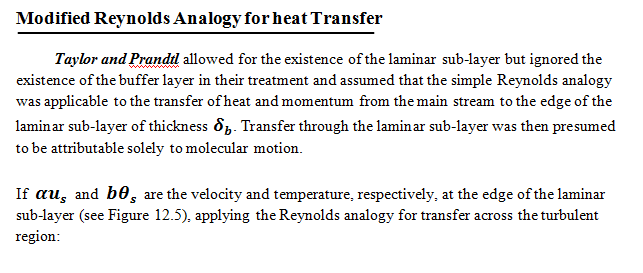 Modified Reynolds Analogy for heat Transfer
Taylor and Prandtl allowed for the existence of the laminar sub-layer but ignored the
existence of the buffer layer in their treatment and assumed that the simple Reynolds analogy
was applicable to the transfer of heat and momentum from the main stream to the edge of the
laminar sub-layer of thickness δ_b. Transfer through the laminar sub-layer was then presumed
to be attributable solely to molecular motion.
If αu_s and bθ_s are the velocity and temperature, respectively, at the edge of the laminar
sub-layer (see Figure 12.5), applying the Reynolds analogy for transfer across the turbulent
region: